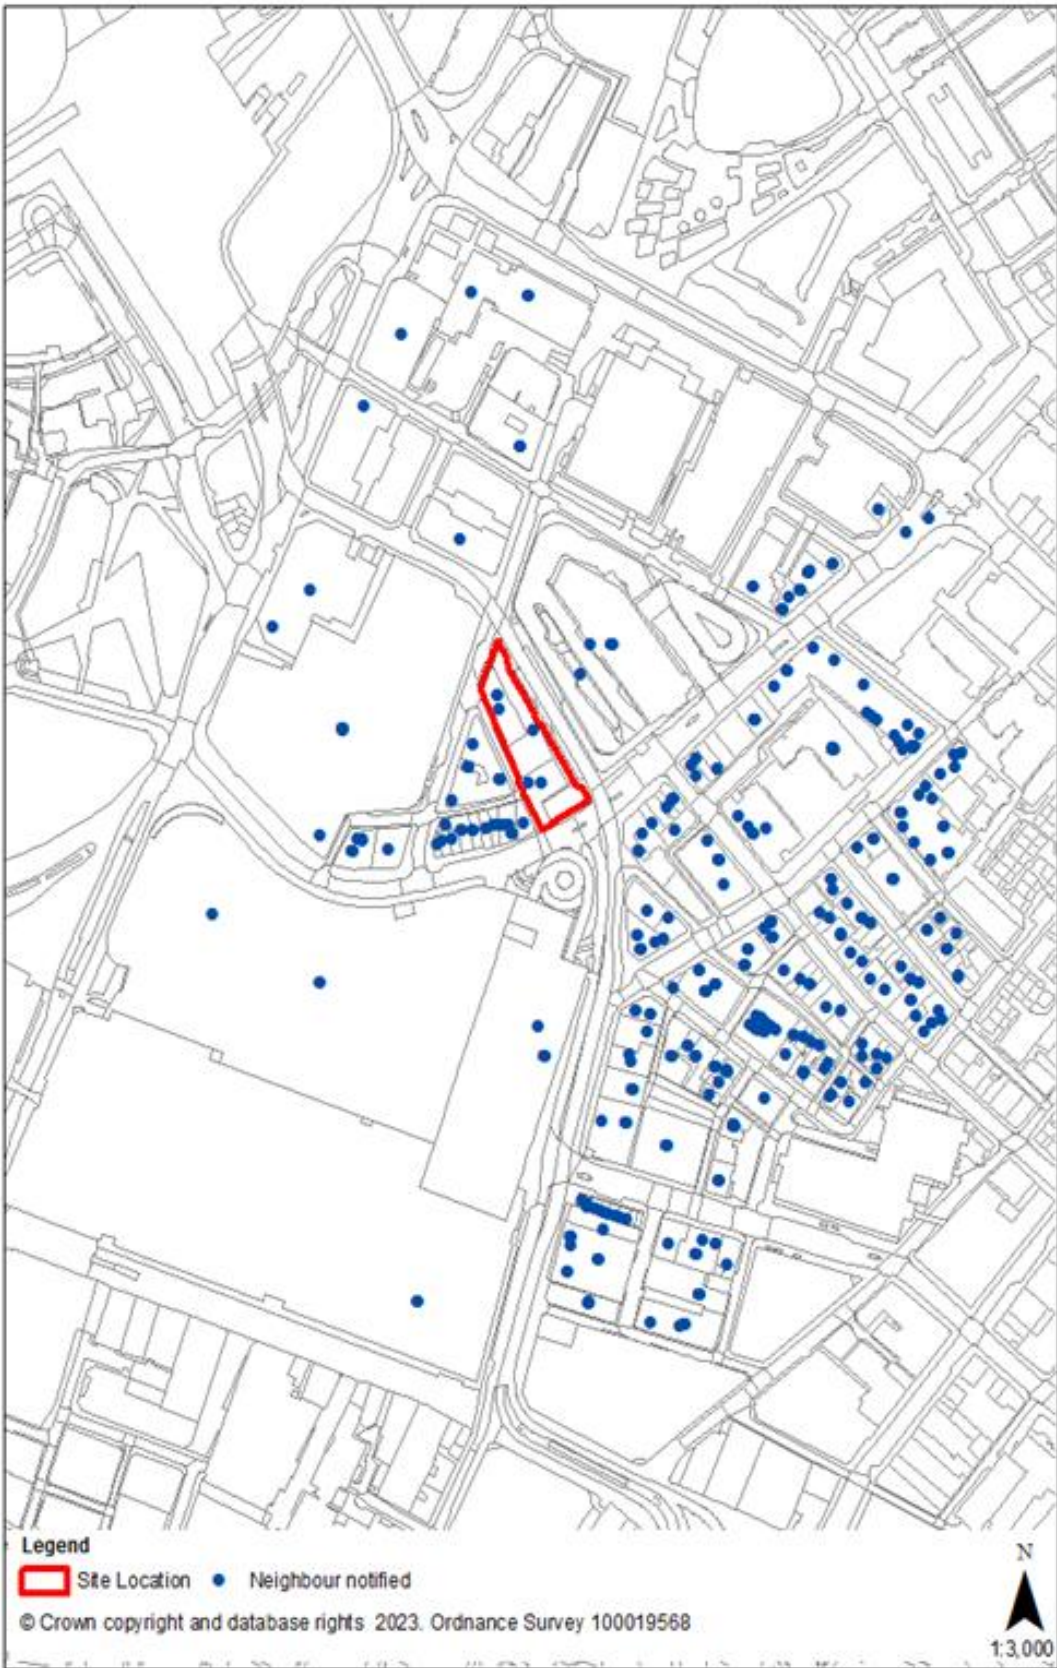 Legend
Site Location
Neighbour notified
© Crown copyright and database rights 2023. Ordnance Survey 100019568
N
1:3,000